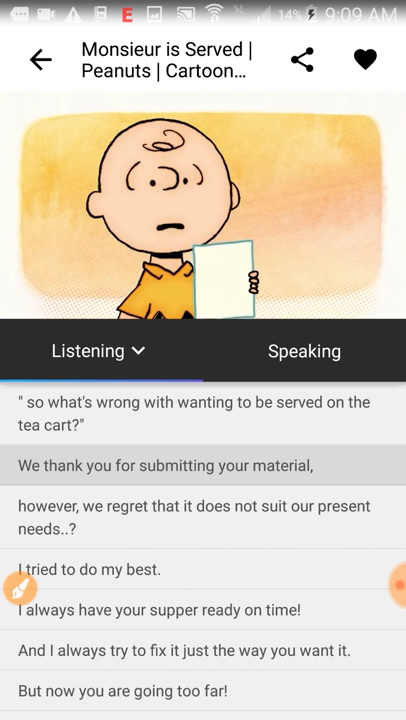 E
14%
9:09 AM
Monsieur is Served |
Peanuts | Cartoon...
Listening
Speaking
" so what's wrong with wanting to be served on the
tea cart?"
We thank you for submitting your material,
however, we regret that it does not suit our present
needs..?
I tried to do my best.
I always have your supper ready on time!
And I always try to fix it just the way you want it.
But now you are going too far!